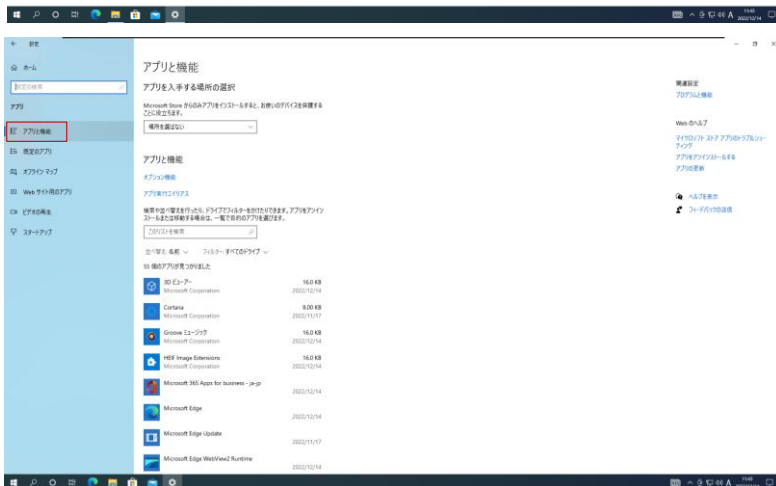 A
11:43
2022/12/14
設定
ホーム
設定の検索
アプリ
アプリと機能
既定のアプリ
オフライン マップ
Web サイト用のアプリ
ビデオの再生
スタートアップ
アプリと機能
アプリを入手する場所の選択
Microsoft Store からのみアプリをインストールすると、お使いのデバイスを保護する
ことに役立ちます。
場所を選ばない
アプリと機能
オプション機能
アプリ実行エイリアス
検索や並べ替えを行ったり、ドライブでフィルターをかけたりできます。アプリをアンイン
ストールまたは移動する場合は、一覧で目的のアプリを選びます。
このリストを検索
並べ替え: 名前
フィルター: すべてのドライブ
55 個のアプリが見つかりました
3D ビューアー
16.0 KB
Microsoft Corporation
2022/12/14
Cortana
8.00 KB
Microsoft Corporation
2022/11/17
Groove ミュージック
16.0 KB
Microsoft Corporation
2022/12/14
HEIF Image Extensions
16.0 KB
Microsoft Corporation
2022/12/14
Microsoft 365 Apps for business - ja-jp
2022/12/14
Microsoft Edge
2022/12/14
Microsoft Edge Update
2022/11/17
Microsoft Edge WebView2 Runtime
2022/12/14
関連設定
プログラムと機能
Web のヘルプ
マイクロソフト ストア アプリのトラブルシュー
ティング
アプリをアンインストールする
アプリの更新
ヘルプを表示
フィードバックの送信
A